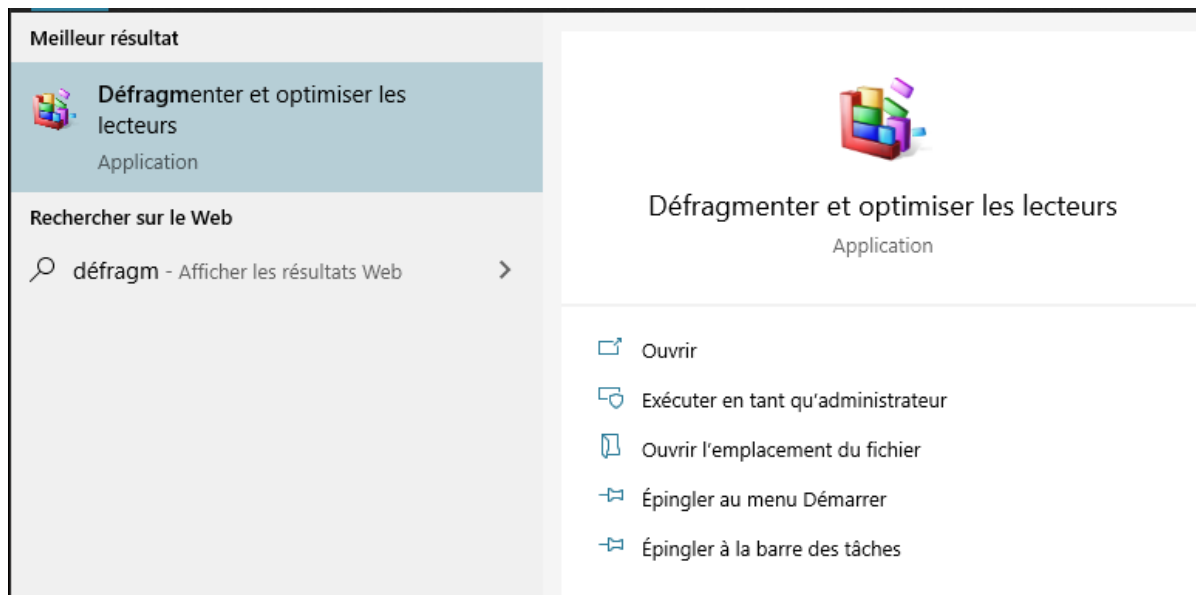 Meilleur résultat
Défragmenter et optimiser les
lecteurs
Application
Rechercher sur le Web
défragm - Afficher les résultats Web
Défragmenter et optimiser les lecteurs
Application
Ouvrir
Exécuter en tant qu'administrateur
Ouvrir l'emplacement du fichier
Épingler au menu Démarrer
Épingler à la barre des tâches